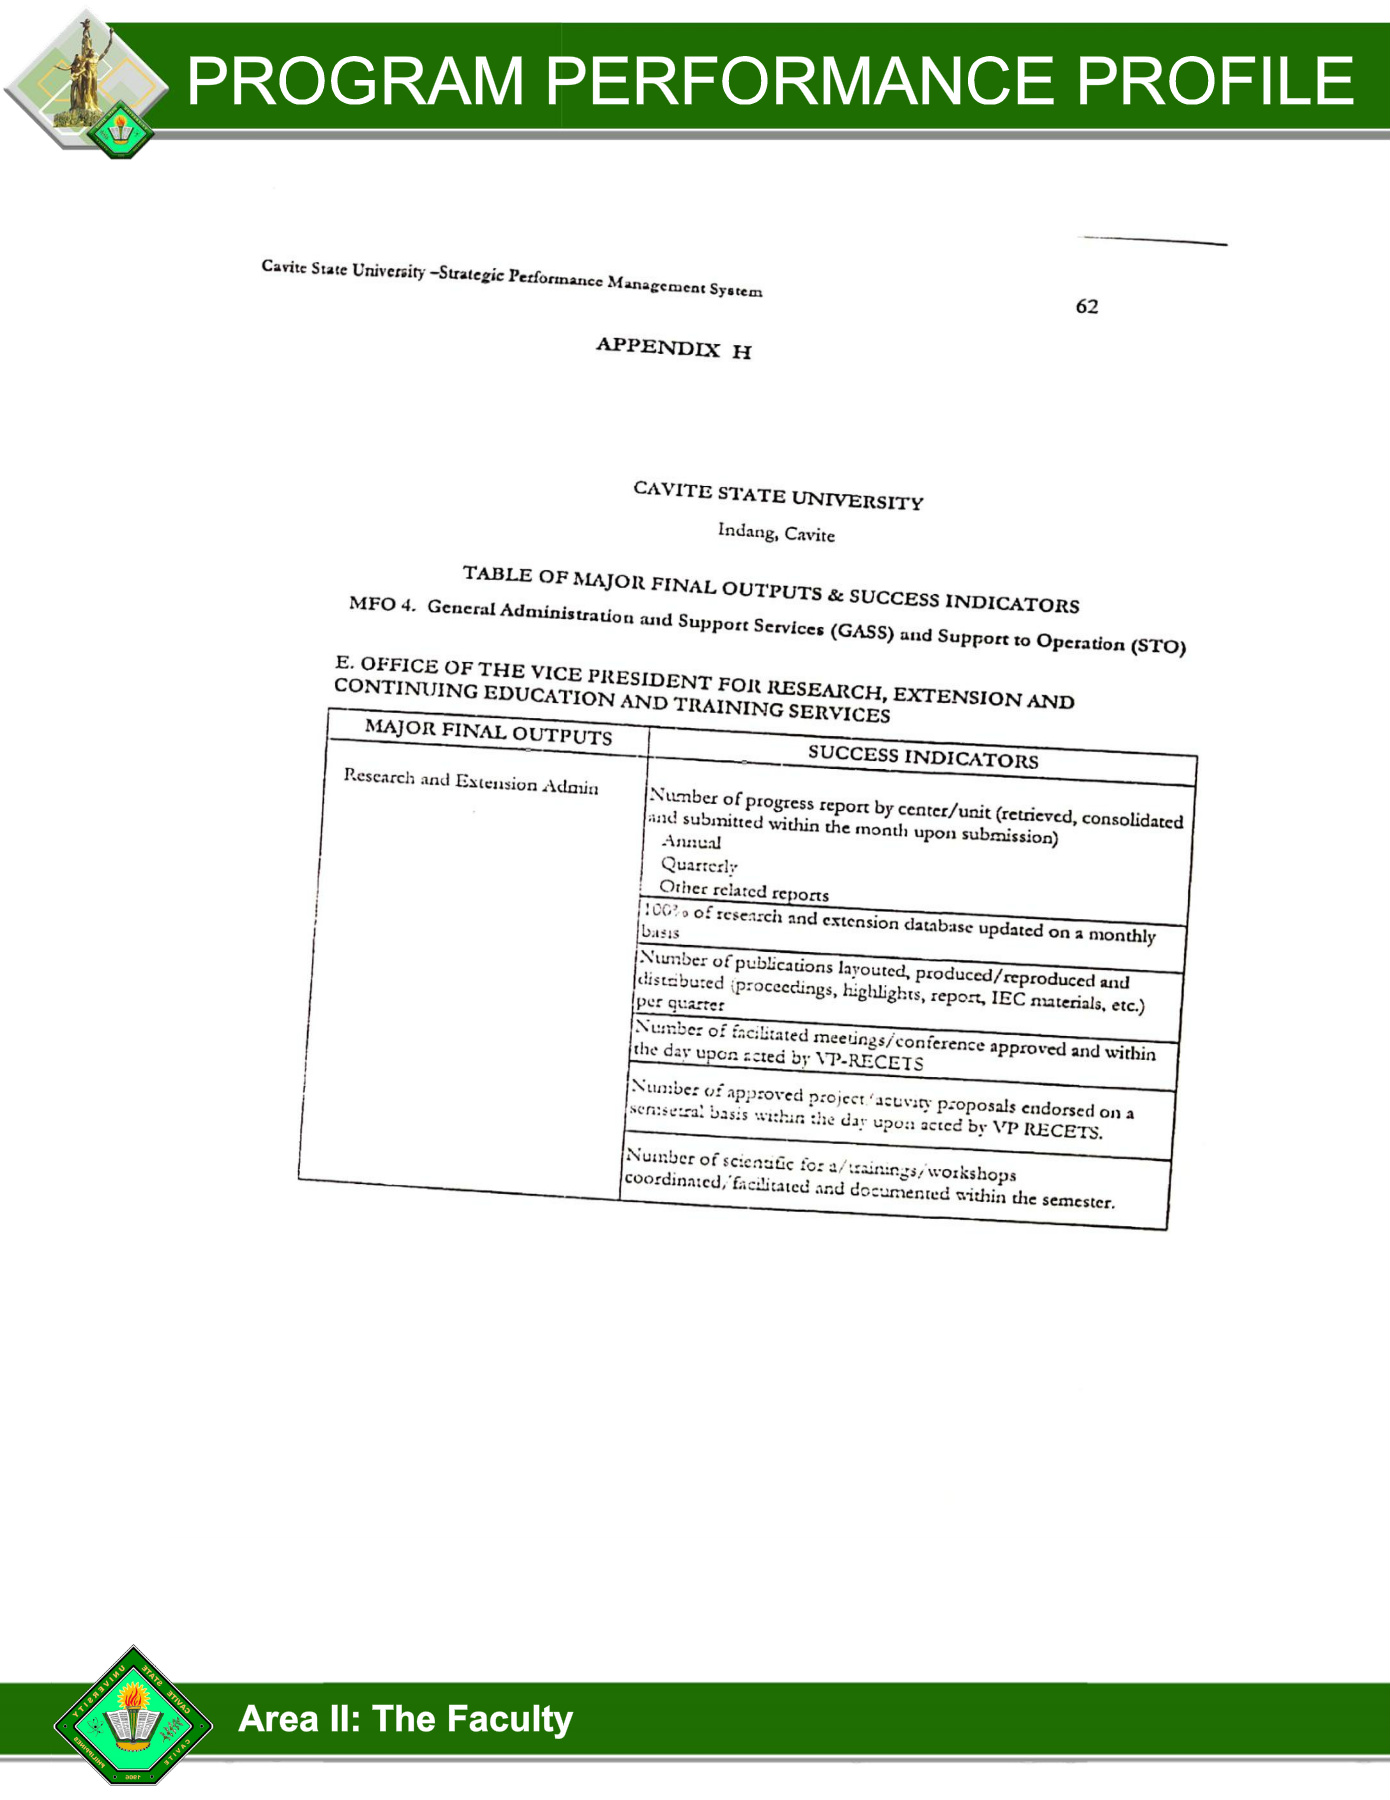 PROGRAM PERFORMANCE PROFILE
Cavite State University –Strategic Performance Management System
62
APPENDIX H
CAVITE STATE UNIVERSITY
Indang, Cavite
TABLE OF MAJOR FINAL OUTPUTS & SUCCESS INDICATORS
MFO 4. General Administration and Support Services (GASS) and Support to Operation (STO)
E. OFFICE OF THE VICE PRESIDENT FOR RESEARCH, EXTENSION AND
CONTINUING EDUCATION AND TRAINING SERVICES
MAJOR FINAL OUTPUTS
SUCCESS INDICATORS
Research and Extension Admin
Number of progress report by center/unit (retrieved, consolidated
and submitted within the month upon submission)
Annual
Quarterly
Other related reports
100% of research and extension database updated on a monthly
basis
Number of publications layouted, produced/reproduced and
distributed (proceedings, highlights, report, IEC materials, etc.)
per quarter
Number of facilitated meetings/conference approved and within
the day upon acted by VP-RECETS
Number of approved project/activity proposals endorsed on a
semsetral basis within the day upon acted by VP RECETS.
Number of scientific for a/trainings/workshops
coordinated/facilitated and documented within the semester.
CAVITE STATE UNIVERSITY
CAVITE
PHILIPPINES
1906
Area II: The Faculty